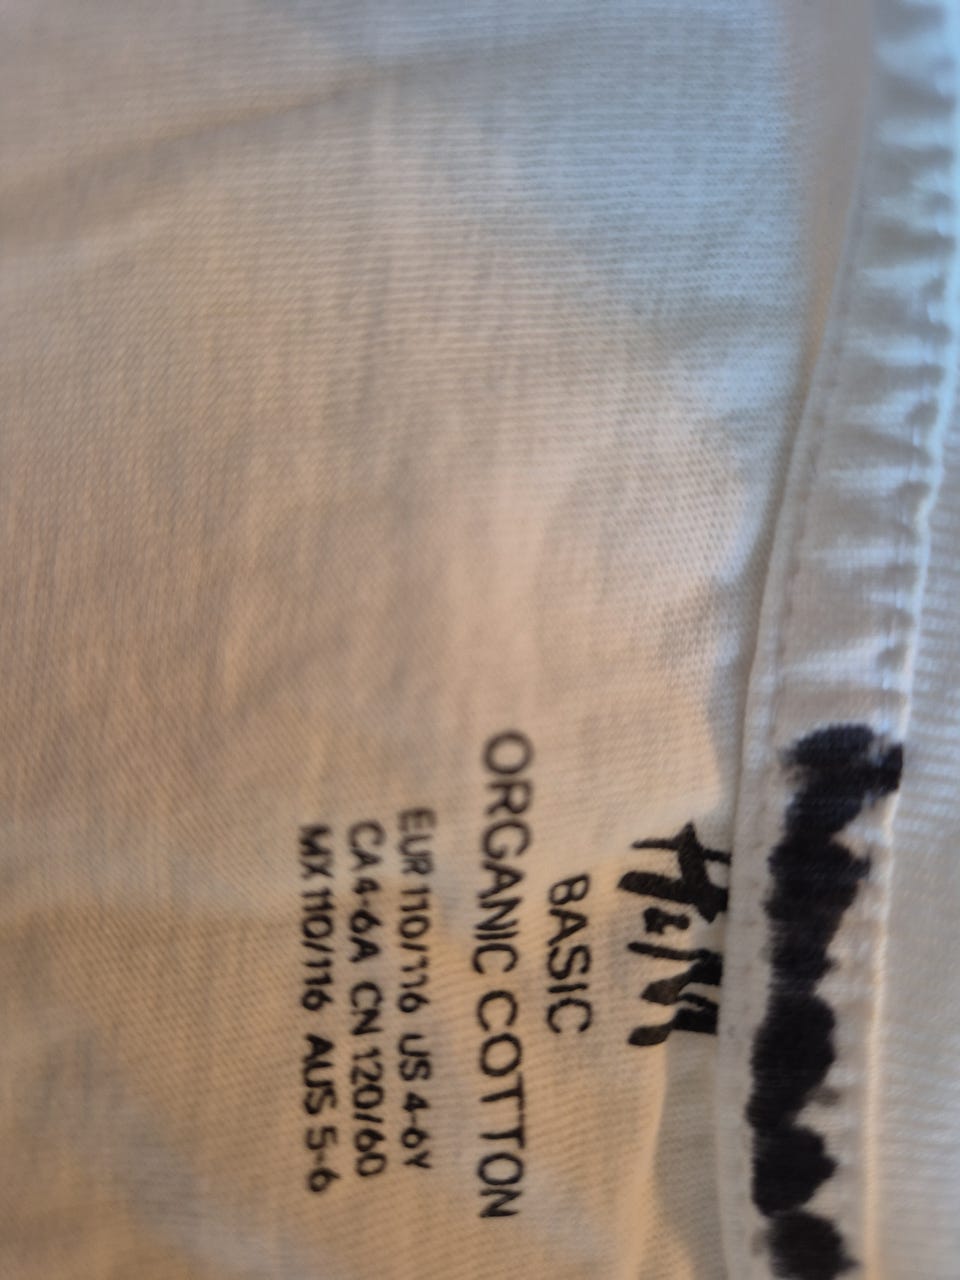 H&M
BASIC
ORGANIC COTTON
EUR 110/116 US 4-6Y
CA 4-6A CN 120/60
MX 110/116 AUS 5-6